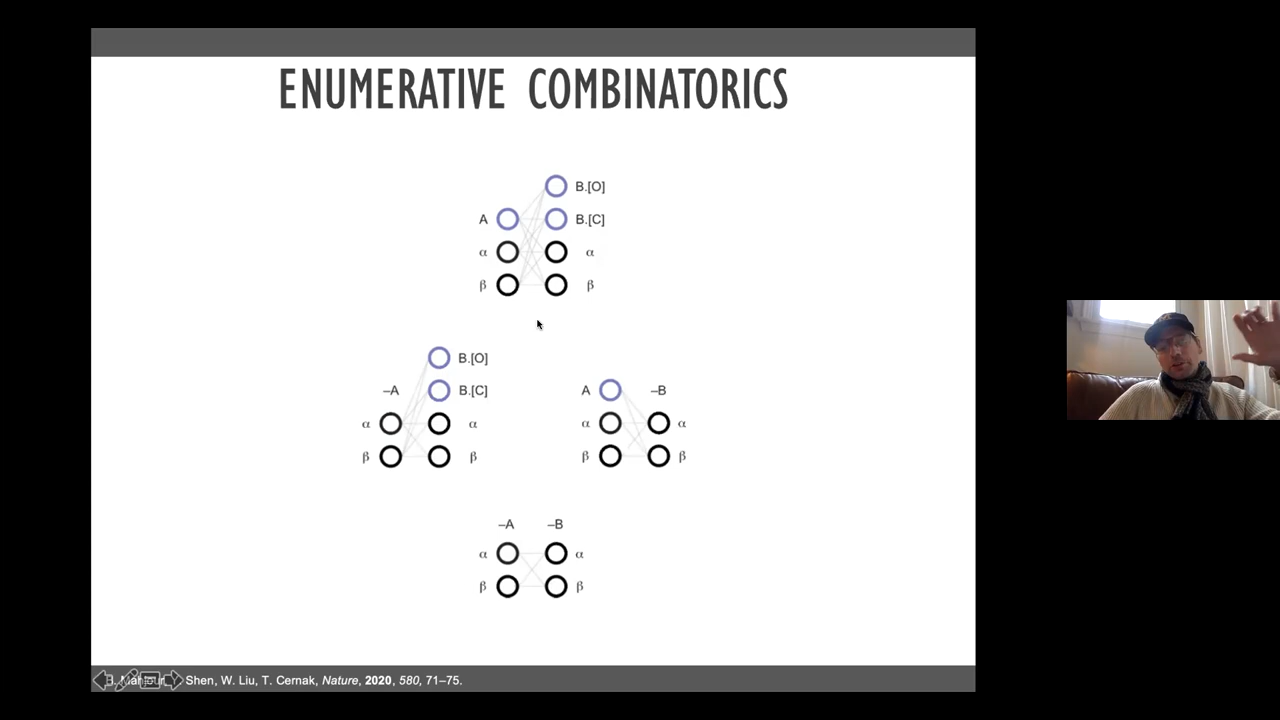 ENUMERATIVE COMBINATORICS
B.[O]
A B.[C]
α α
β β
B.[O]
–A B.[C]
α α
β β
A –B
α α
β β
–A –B
α α
β β
Shen, W. Liu, T. Cernak, Nature, 2020, 580, 71–75.